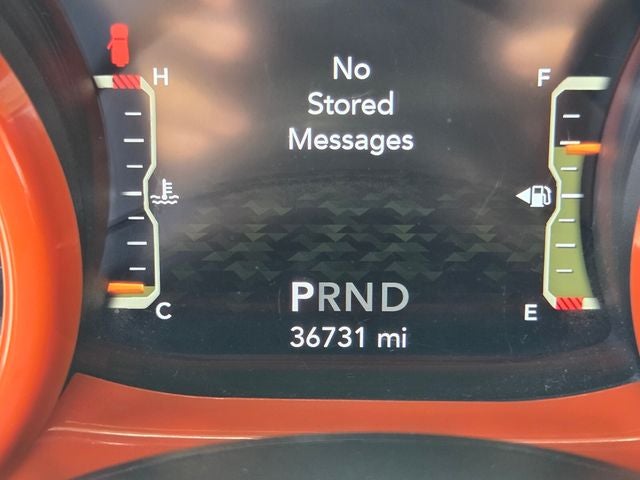 H
No
F
Stored
Messages
PRND
C
E
36731 mi